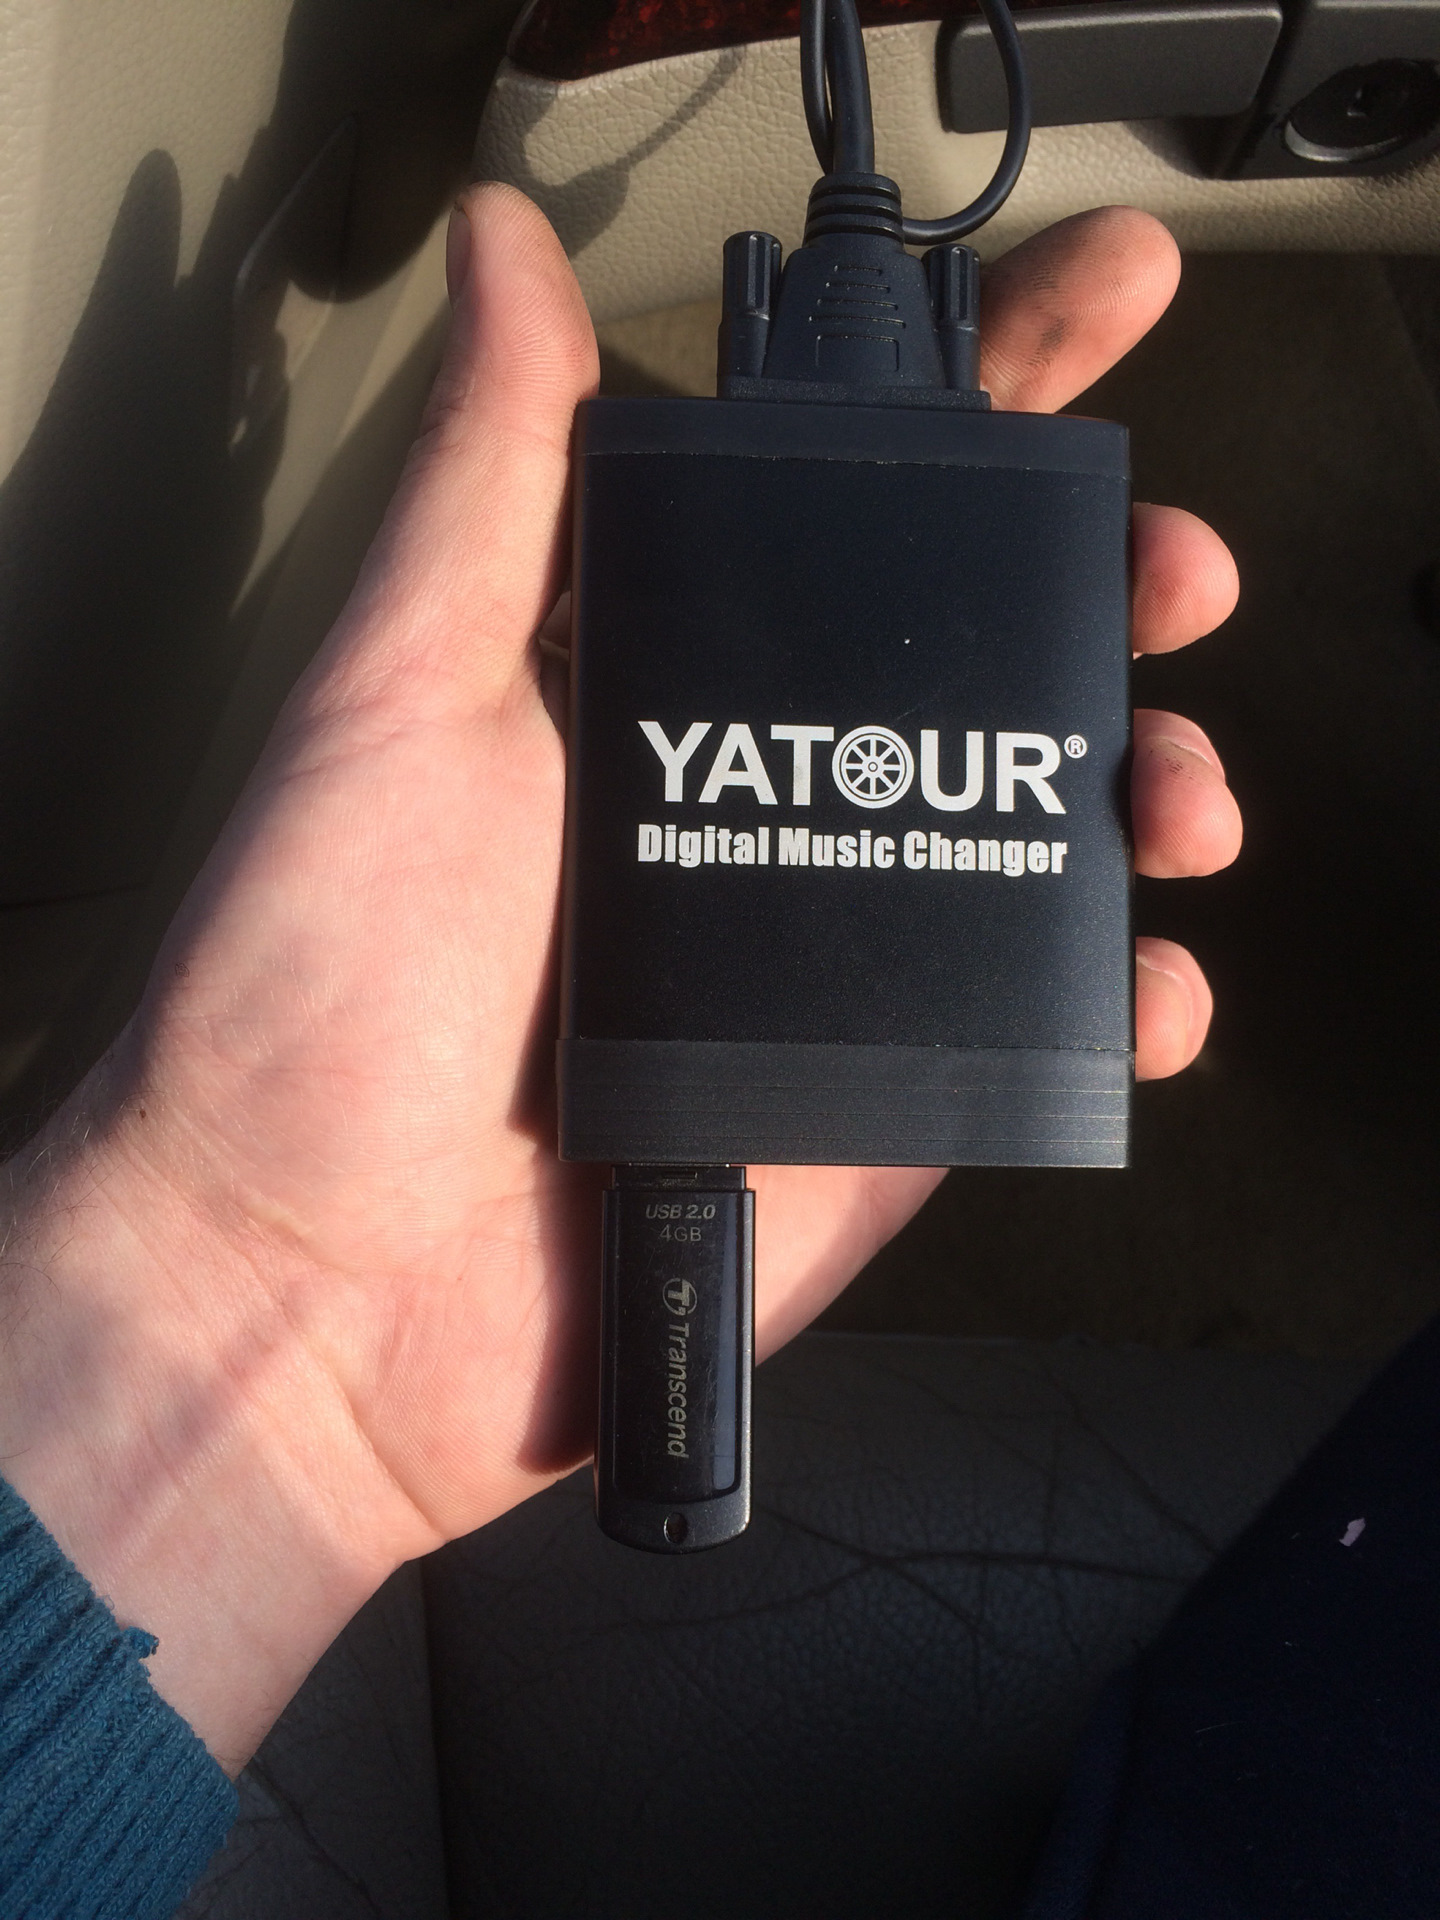 YATOUR®
Digital Music Changer
USB 2.0
4GB
Transcend